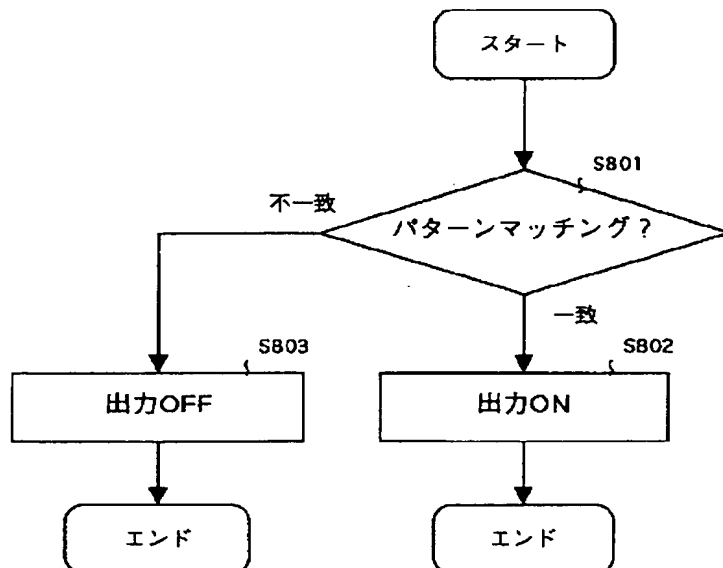 スタート
S801
不一致
パターンマッチング？
一致
S803
S802
出力OFF
出力ON
エンド
エンド